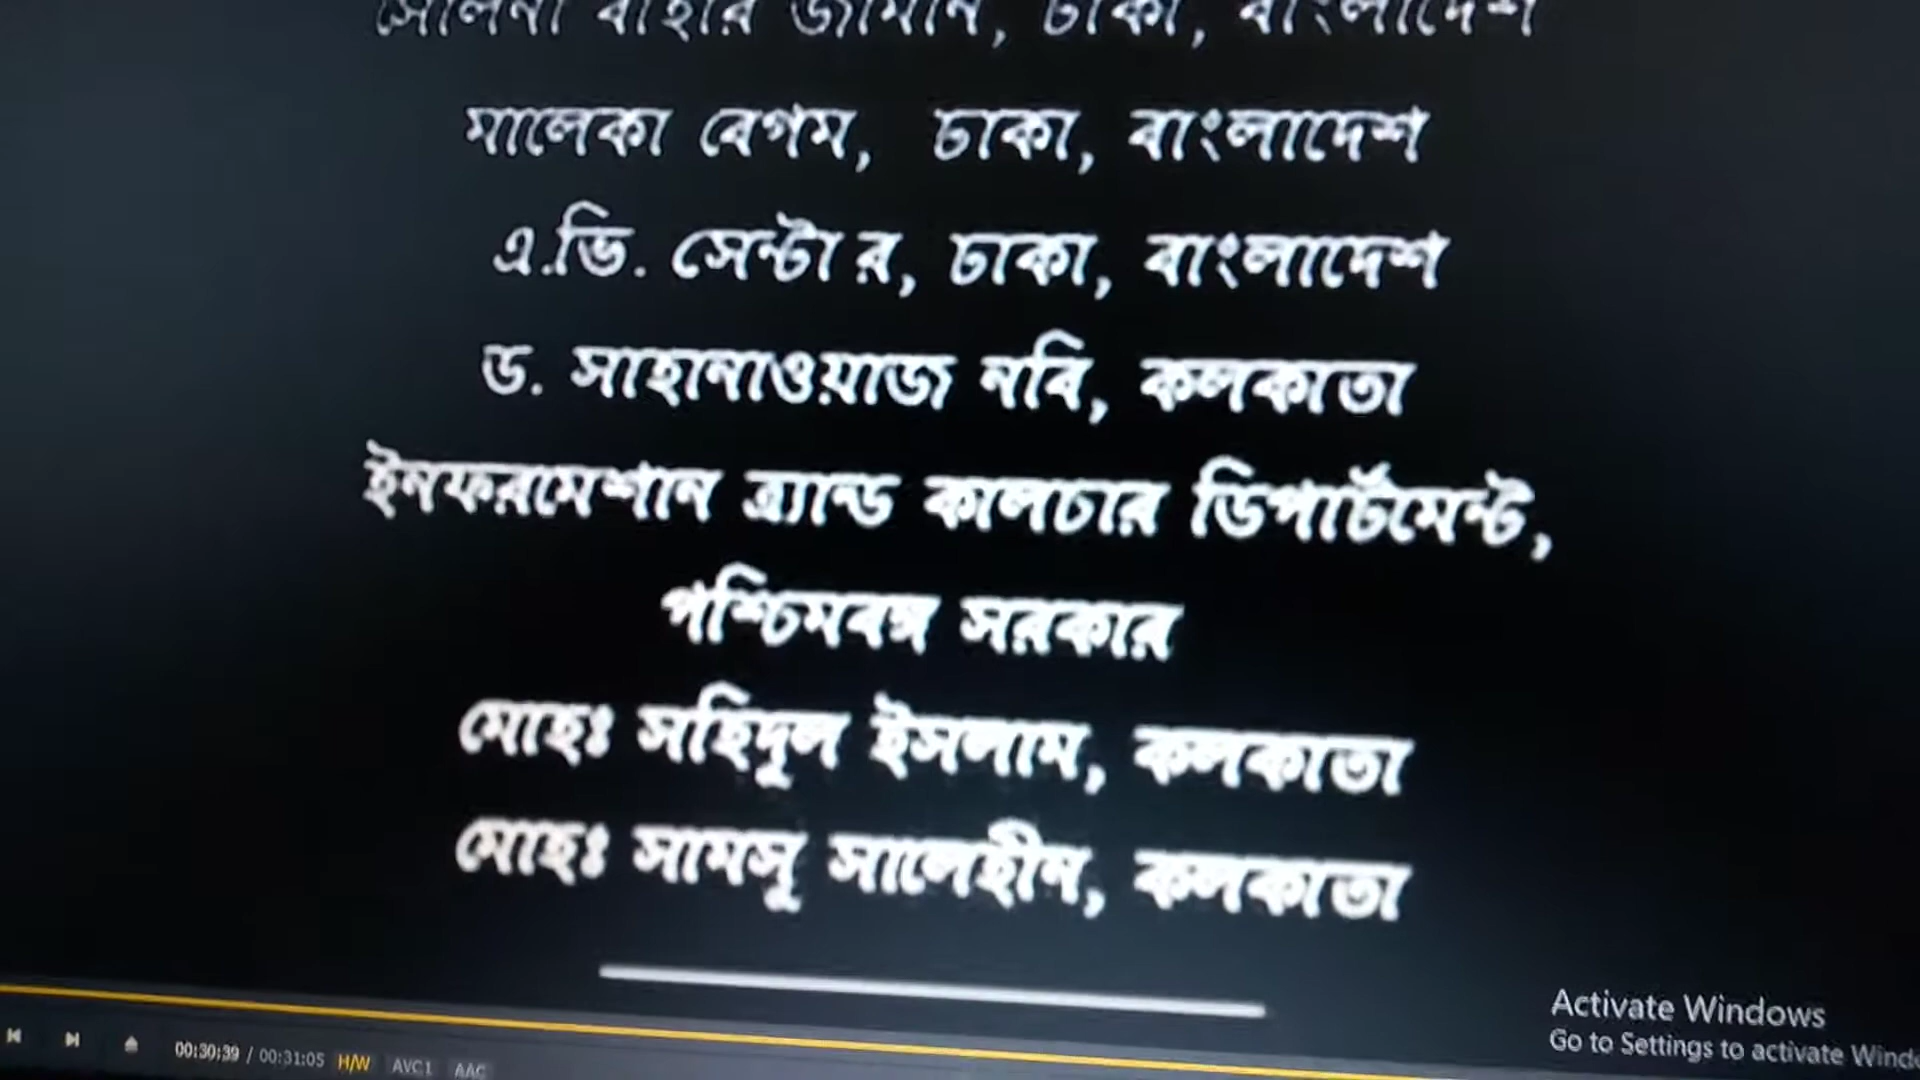 সেলিনা বাহার জামান, ঢাকা, বাংলাদেশ
মালেকা বেগম, ঢাকা, বাংলাদেশ
এ.ভি. সেন্টার, ঢাকা, বাংলাদেশ
ড. সাহানাওয়াজ নবি, কলকাতা
ইনফরমেশান এ্যান্ড কালচার ডিপার্টমেন্ট,
পশ্চিমবঙ্গ সরকার
মোহঃ সহিদুল ইসলাম, কলকাতা
মোহঃ সামসু সালেহীন, কলকাতা
Activate Windows
Go to Settings to activate
00:30:39 / 00:31:05 H/W AVC1 AAC